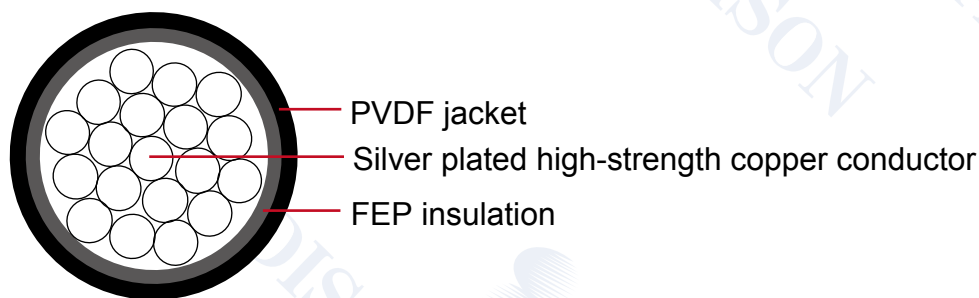 PVDF jacket
Silver plated high-strength copper conductor
FEP insulation